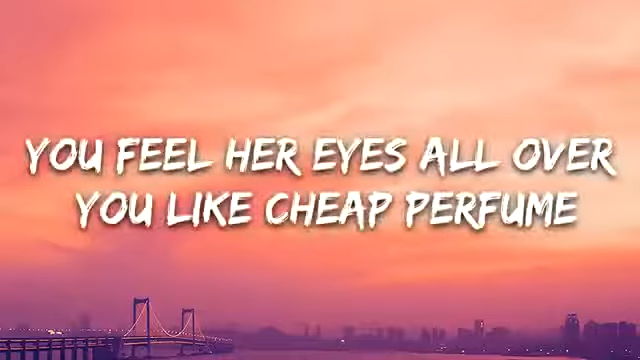 YOU FEEL HER EYES ALL OVER
YOU LIKE CHEAP PERFUME